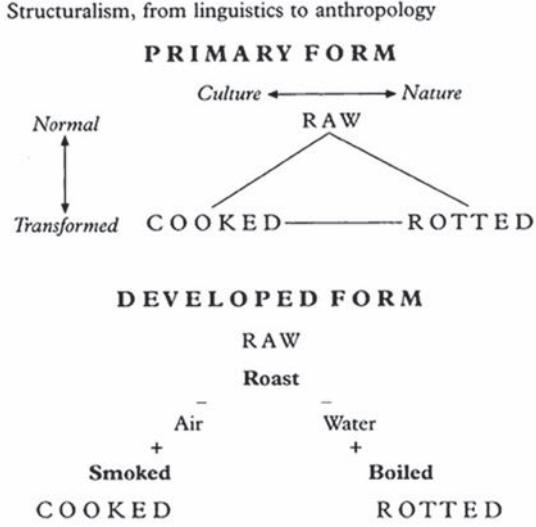 Structuralism, from linguistics to anthropology
PRIMARY FORM
Culture Nature
Normal RAW
Transformed COOKED ROTTED
DEVELOPED FORM
RAW
Roast
– –
Air Water
+ +
Smoked Boiled
COOKED ROTTED